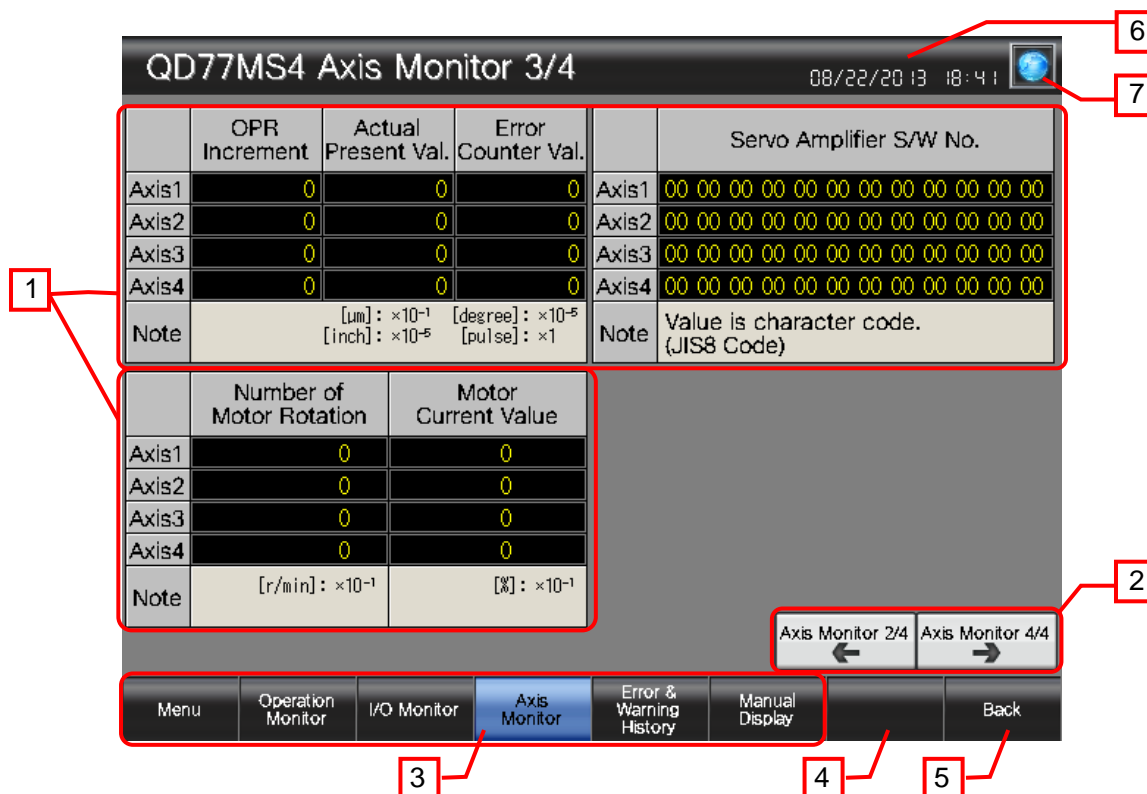 6
QD77MS4 Axis Monitor 3/4
08/22/2013 18:41
7
OPR Increment Actual Present Val. Error Counter Val.
Axis1 0 0 0
Axis2 0 0 0
Axis3 0 0 0
Axis4 0 0 0
Note [μm]: ×10-1 [degree]: ×10-5
[inch]: ×10-5 [pulse]: ×1
Servo Amplifier S/W No.
Axis1 00 00 00 00 00 00 00 00 00 00 00 00
Axis2 00 00 00 00 00 00 00 00 00 00 00 00
Axis3 00 00 00 00 00 00 00 00 00 00 00 00
Axis4 00 00 00 00 00 00 00 00 00 00 00 00
Note Value is character code.
(JIS8 Code)
1
Number of Motor Rotation Motor Current Value
Axis1 0 0
Axis2 0 0
Axis3 0 0
Axis4 0 0
Note [r/min]: ×10-1 [%]: ×10-1
2
Axis Monitor 2/4 Axis Monitor 4/4
Menu Operation Monitor I/O Monitor Axis Monitor Error & Warning History Manual Display Back
3 4 5